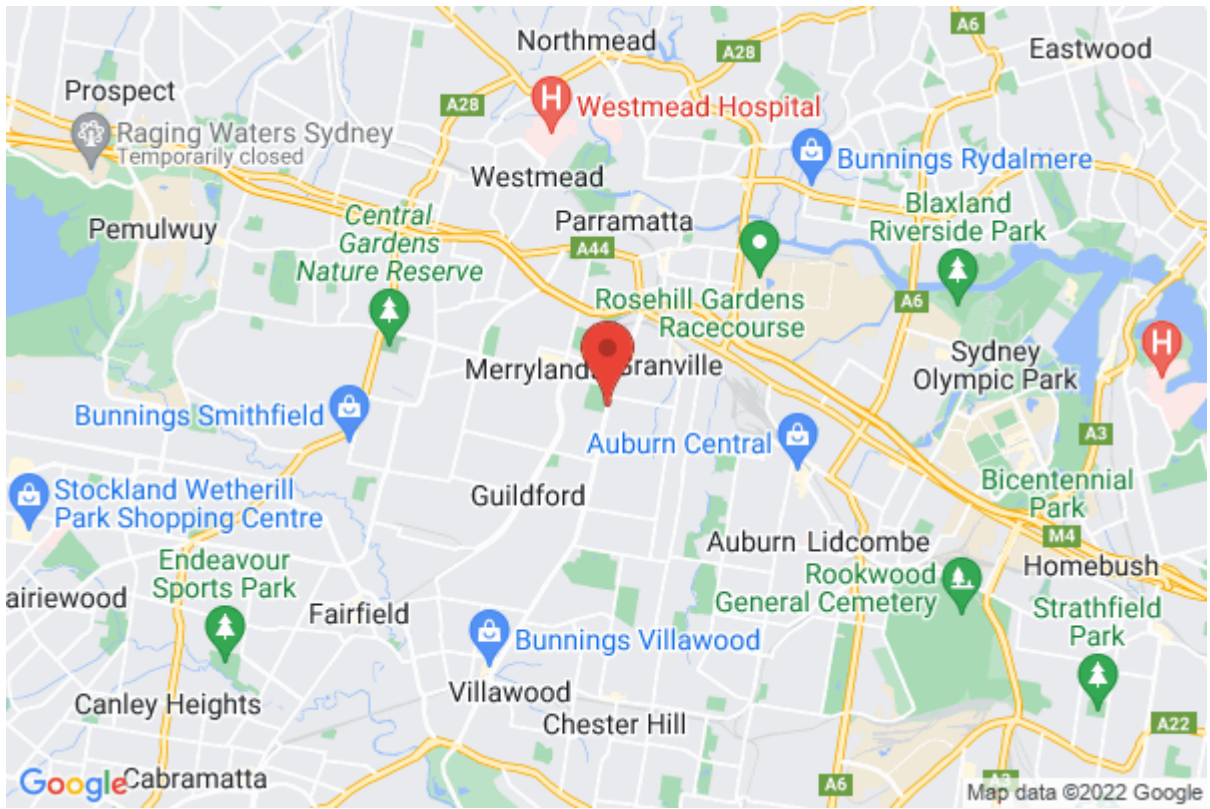 Northmead
A28
A6
Eastwood
Prospect
A28
Westmead Hospital
Raging Waters Sydney
Temporarily closed
Bunnings Rydalmere
Westmead
Central
Gardens
Nature Reserve
Parramatta
Blaxland
Riverside Park
Pemulwuy
A44
Rosehill Gardens
Racecourse
A6
H
H
Merryland
Granville
Sydney
Olympic Park
Bunnings Smithfield
Auburn Central
A3
Stockland Wetherill
Park Shopping Centre
Guildford
Bicentennial
Park
M4
Endeavour
Sports Park
Auburn
Lidcombe
Homebush
airiewood
Fairfield
Rookwood
General Cemetery
Strathfield
Park
Bunnings Villawood
Canley Heights
Villawood
Chester Hill
A22
Google
Cabramatta
A6
A3
Map data ©2022 Google